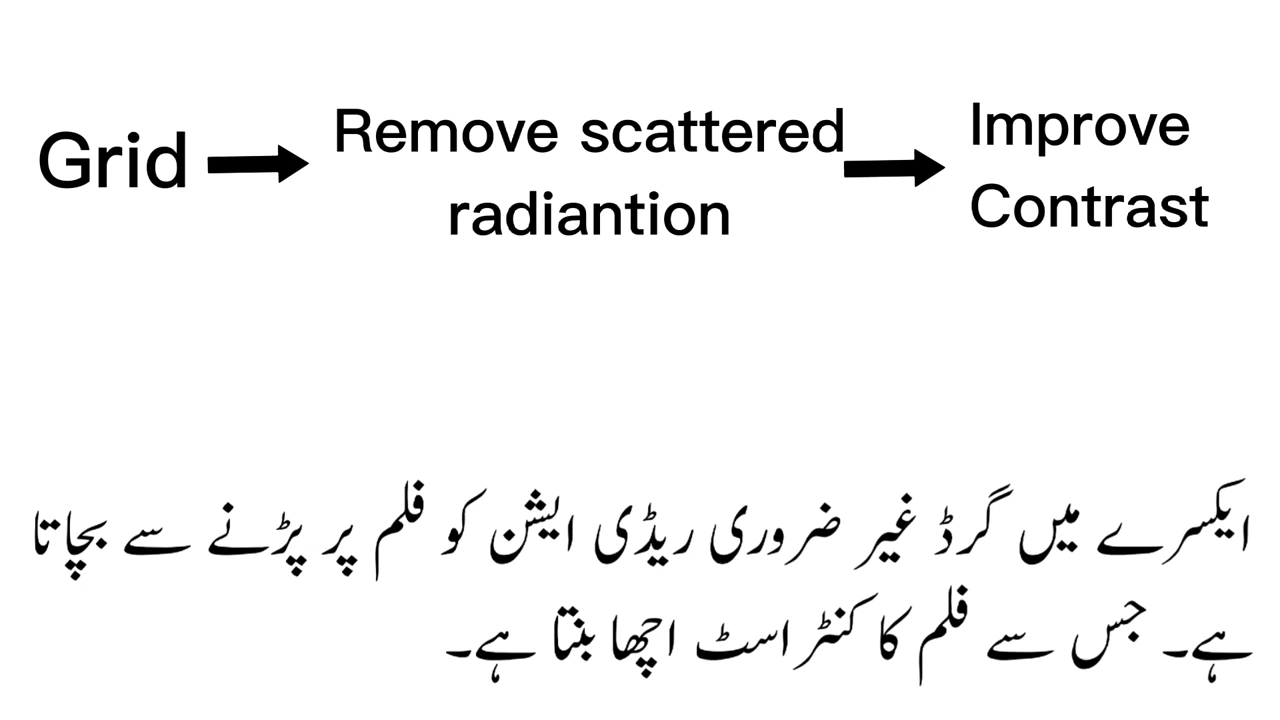 Grid
Remove scattered
radiantion
Improve
Contrast
ایکسرے میں گرڈ غیر ضروری ریڈی ایشن کو فلم پر پڑنے سے بچاتا
ہے۔ جس سے فلم کا کنٹراسٹ اچھا بنتا ہے۔